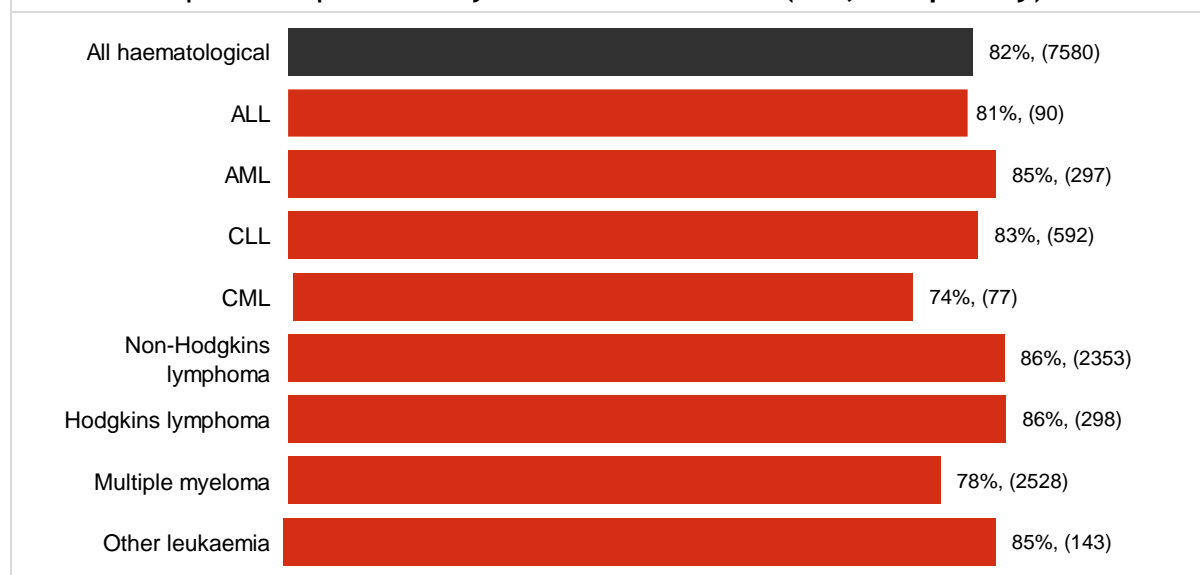 All haematological 82%, (7580)
ALL 81%, (90)
AML 85%, (297)
CLL 83%, (592)
CML 74%, (77)
Non-Hodgkins
lymphoma 86%, (2353)
Hodgkins lymphoma 86%, (298)
Multiple myeloma 78%, (2528)
Other leukaemia 85%, (143)